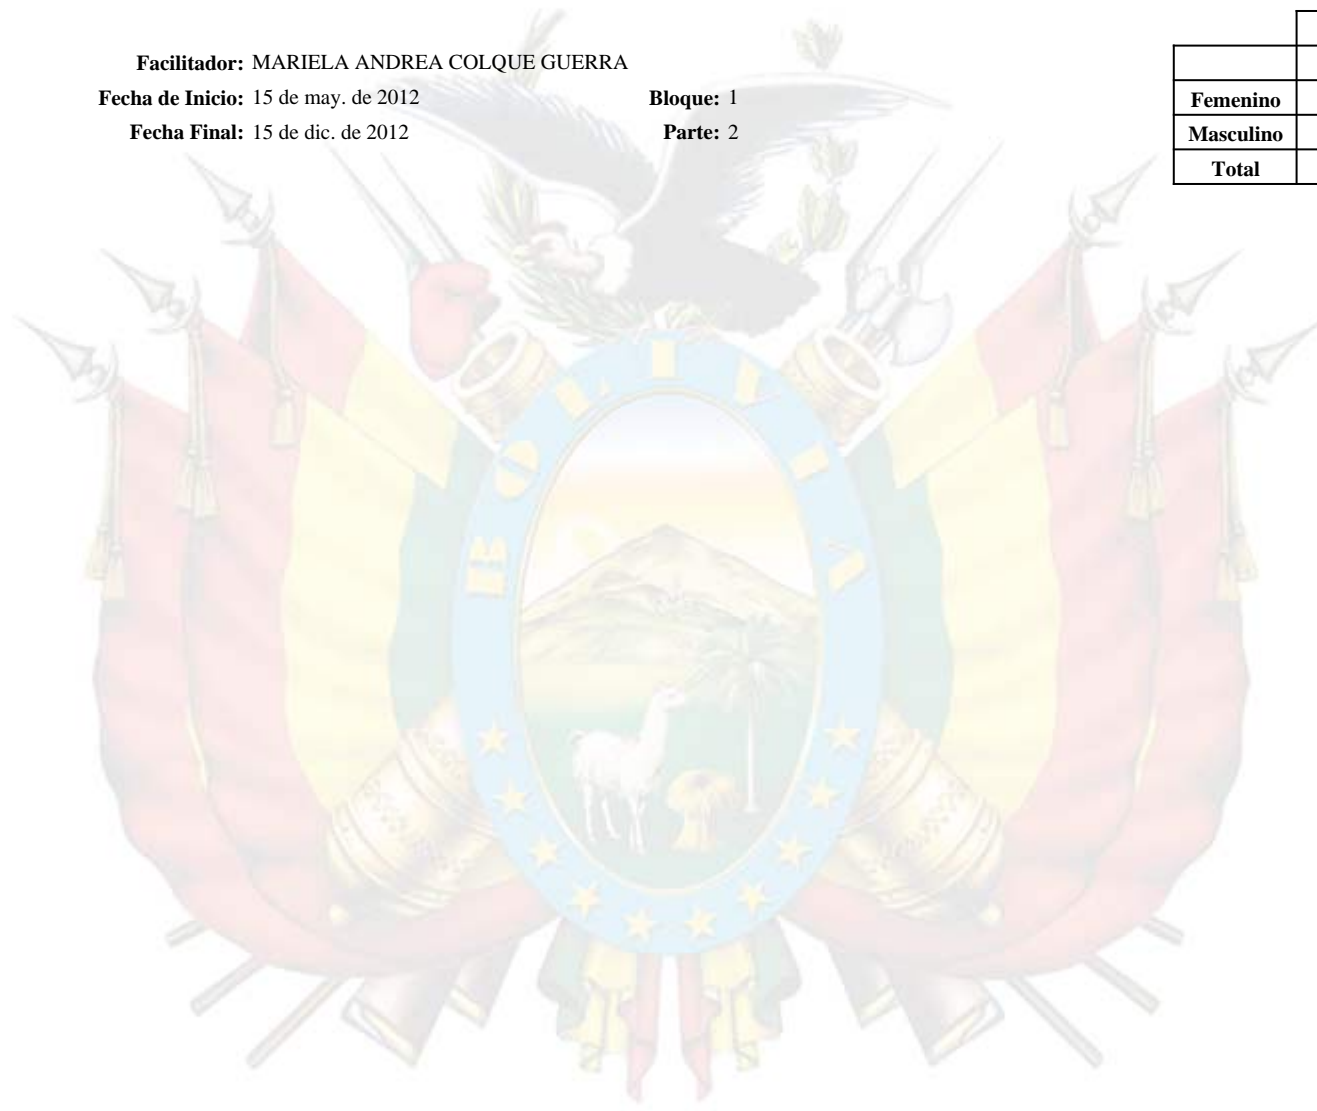 Facilitador: MARIELA ANDREA COLQUE GUERRA
Fecha de Inicio: 15 de may. de 2012 Bloque: 1
Fecha Final: 15 de dic. de 2012 Parte: 2
Femenino
Masculino
Total
BOLIVIA